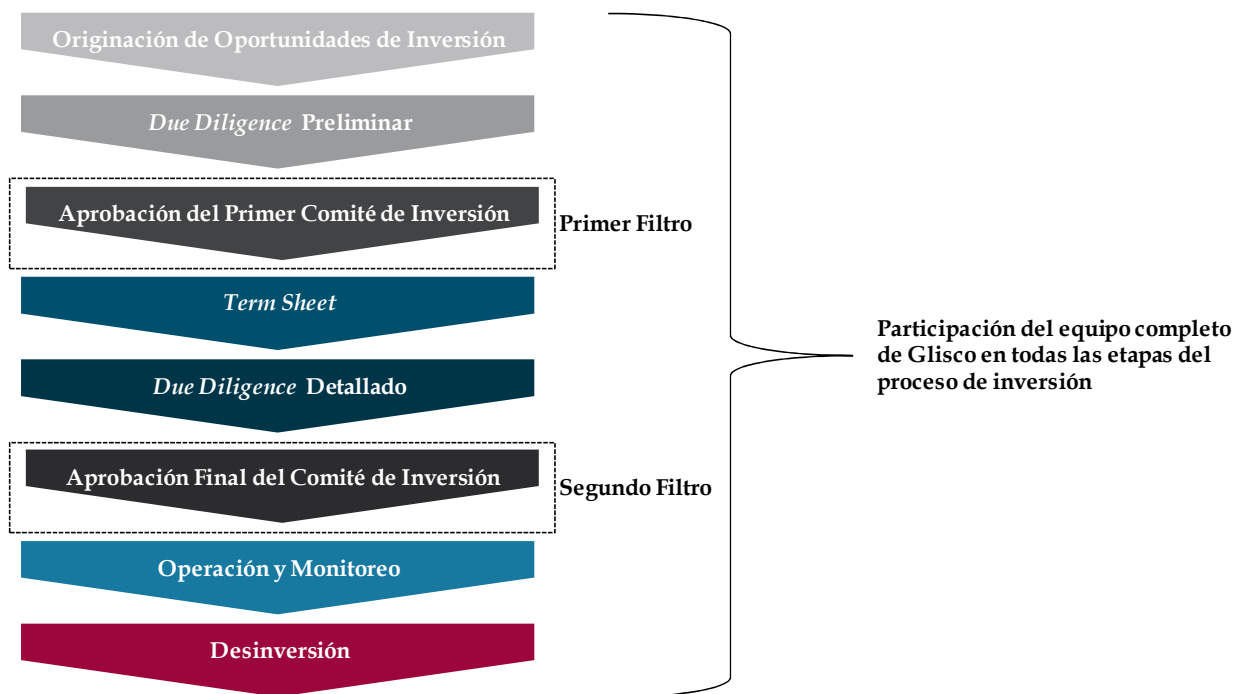 Originación de Oportunidades de Inversión
Due Diligence Preliminar
Aprobación del Primer Comité de Inversión
Primer Filtro
Term Sheet
Due Diligence Detallado
Aprobación Final del Comité de Inversión
Segundo Filtro
Operación y Monitoreo
Desinversión
Participación del equipo completo
de Glisco en todas las etapas del
proceso de inversión